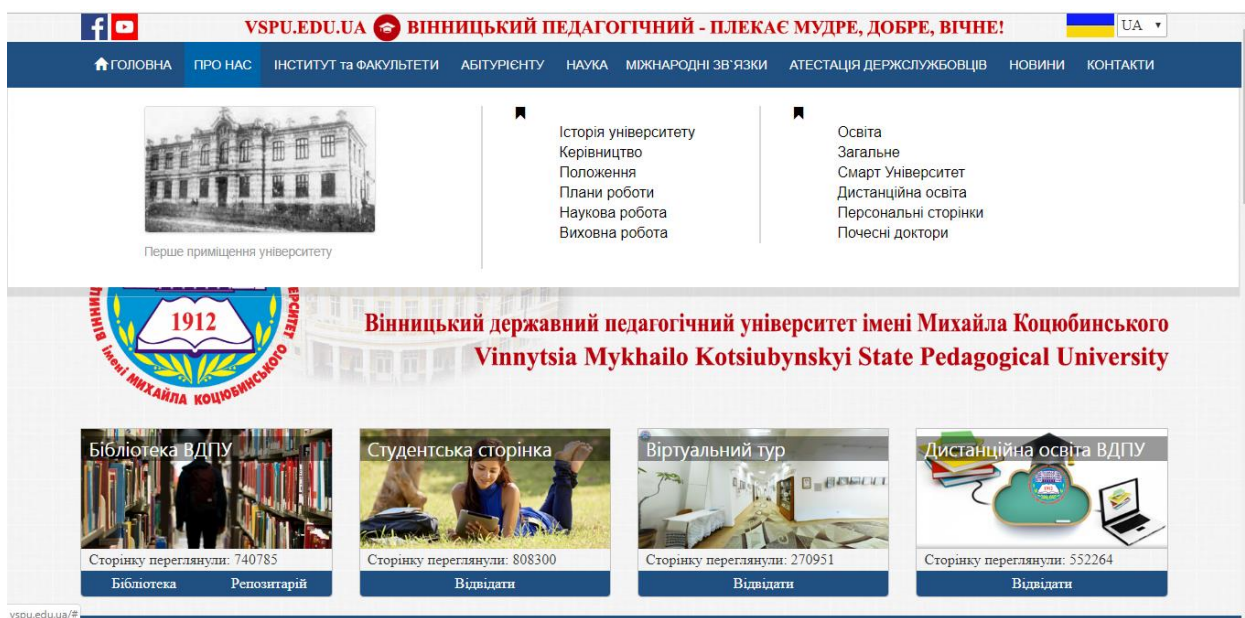 VSPU.EDU.UA ВІННИЦЬКИЙ ПЕДАГОГІЧНИЙ - ПЛЕКАЄ МУДРЕ, ДОБРЕ, ВІЧНЕ!
UA
ГОЛОВНА ПРО НАС ІНСТИТУТ та ФАКУЛЬТЕТИ АБІТУРІЄНТУ НАУКА МІЖНАРОДНІ ЗВ`ЯЗКИ АТЕСТАЦІЯ ДЕРЖСЛУЖБОВЦІВ НОВИНИ КОНТАКТИ
Перше приміщення університету
Історія університету
Керівництво
Положення
Плани роботи
Наукова робота
Виховна робота
Освіта
Загальне
Смарт Університет
Дистанційна освіта
Персональні сторінки
Почесні доктори
1912
імені МИХАЙЛА КОЦЮБИНСЬКОГО
Вінницький державний педагогічний університет імені Михайла Коцюбинського
Vinnytsia Mykhailo Kotsiubynskyi State Pedagogical University
Бібліотека ВДПУ
Сторінку переглянули: 740785
Бібліотека Репозитарій
Студентська сторінка
Сторінку переглянули: 808300
Відвідати
Віртуальний тур
Сторінку переглянули: 270951
Відвідати
Дистанційна освіта ВДПУ
Сторінку переглянули: 552264
Відвідати
vspu.edu.ua/#